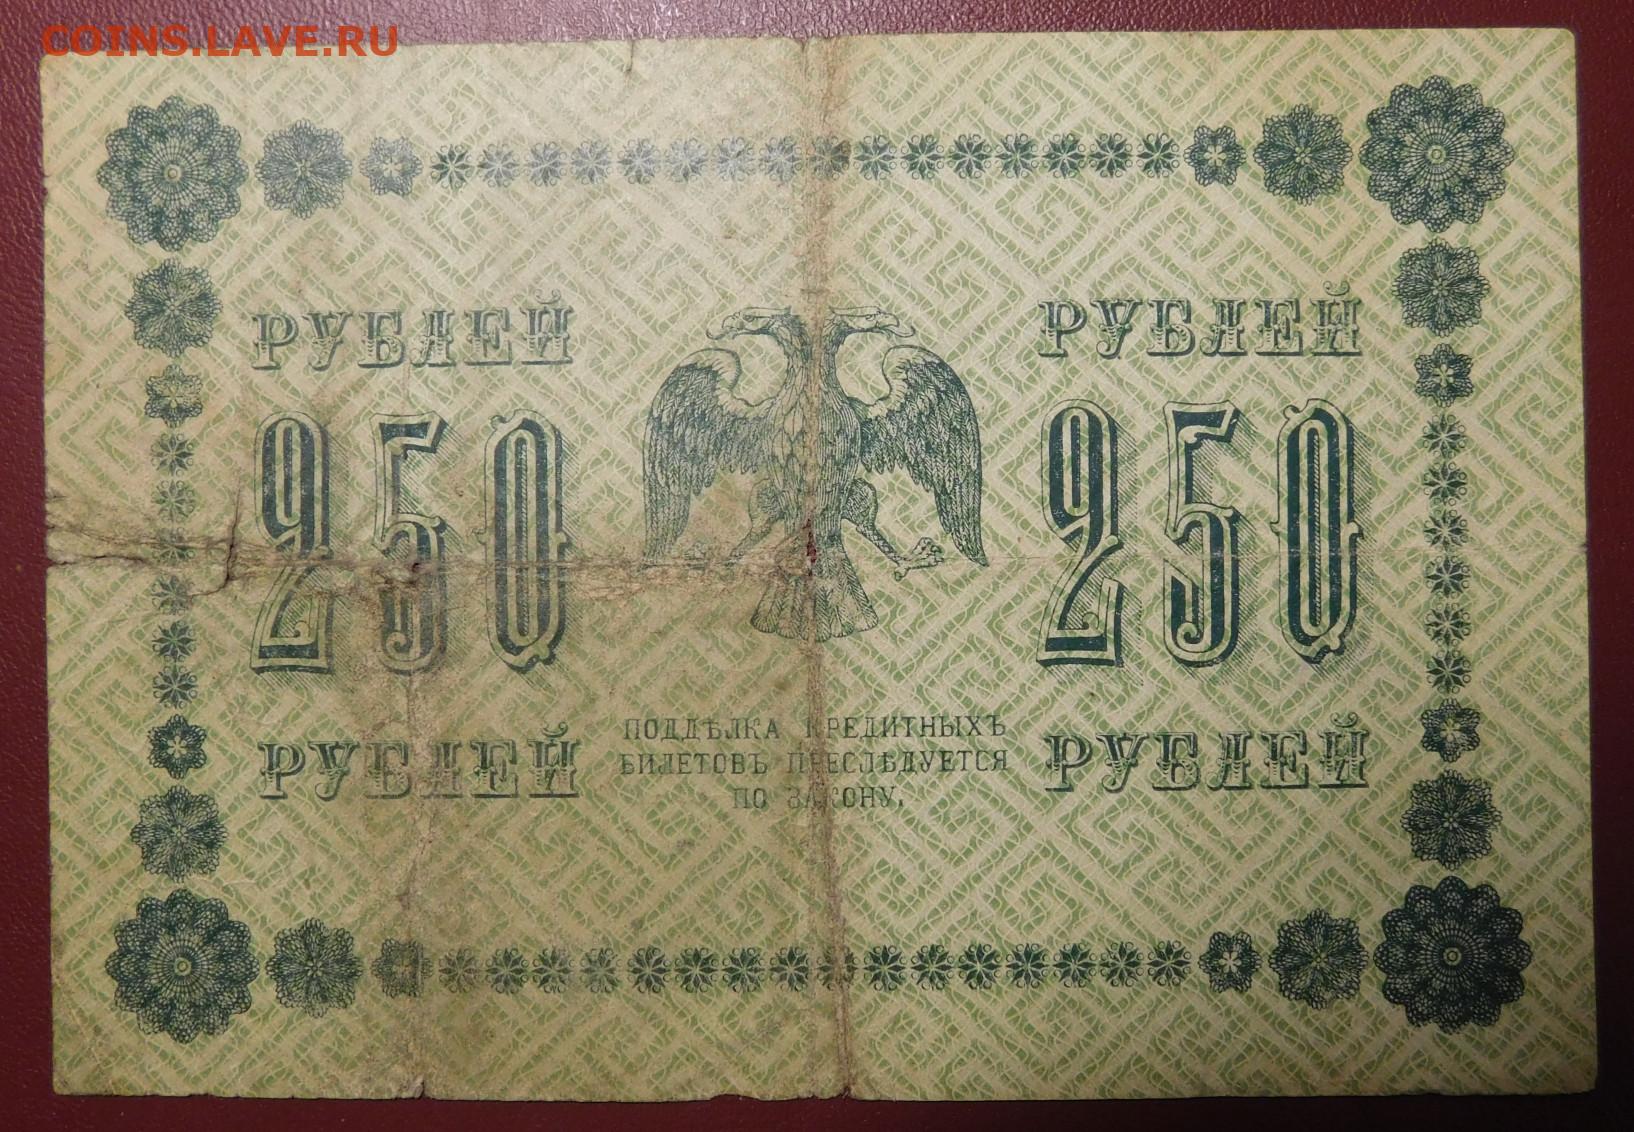 COINS.LAVE.RU
РУБЛЕЙ
РУБЛЕЙ
250
250
РУБЛЕЙ
РУБЛЕЙ
ПОДДѢЛКА КРЕДИТНЫХЪ
БИЛЕТОВЪ ПРЕСЛѢДУЕТСЯ
ПО ЗАКОНУ.